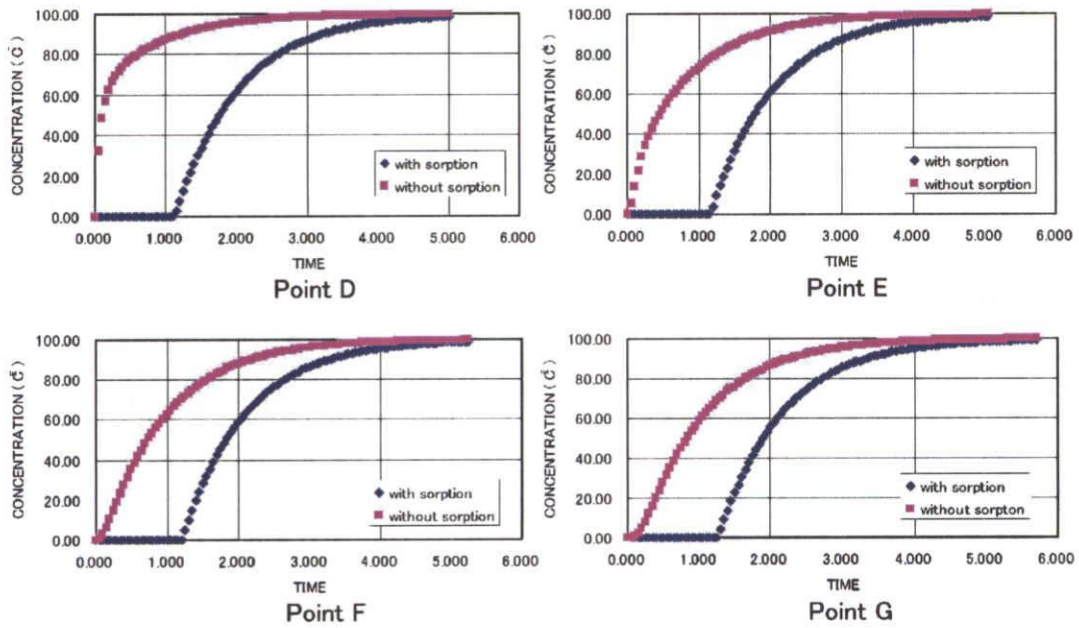 CONCENTRATION (C̄)
100.00
80.00
60.00
40.00
20.00
0.00
with sorption
without sorption
0.000 1.000 2.000 3.000 4.000 5.000 6.000
TIME
Point D
CONCENTRATION (C̄)
100.00
80.00
60.00
40.00
20.00
0.00
with sorption
without sorption
0.000 1.000 2.000 3.000 4.000 5.000 6.000
TIME
Point E
CONCENTRATION (C̄)
100.00
80.00
60.00
40.00
20.00
0.00
with sorption
without sorption
0.000 1.000 2.000 3.000 4.000 5.000 6.000
TIME
Point F
CONCENTRATION (C̄)
100.00
80.00
60.00
40.00
20.00
0.00
with sorption
without sorpton
0.000 1.000 2.000 3.000 4.000 5.000 6.000
TIME
Point G